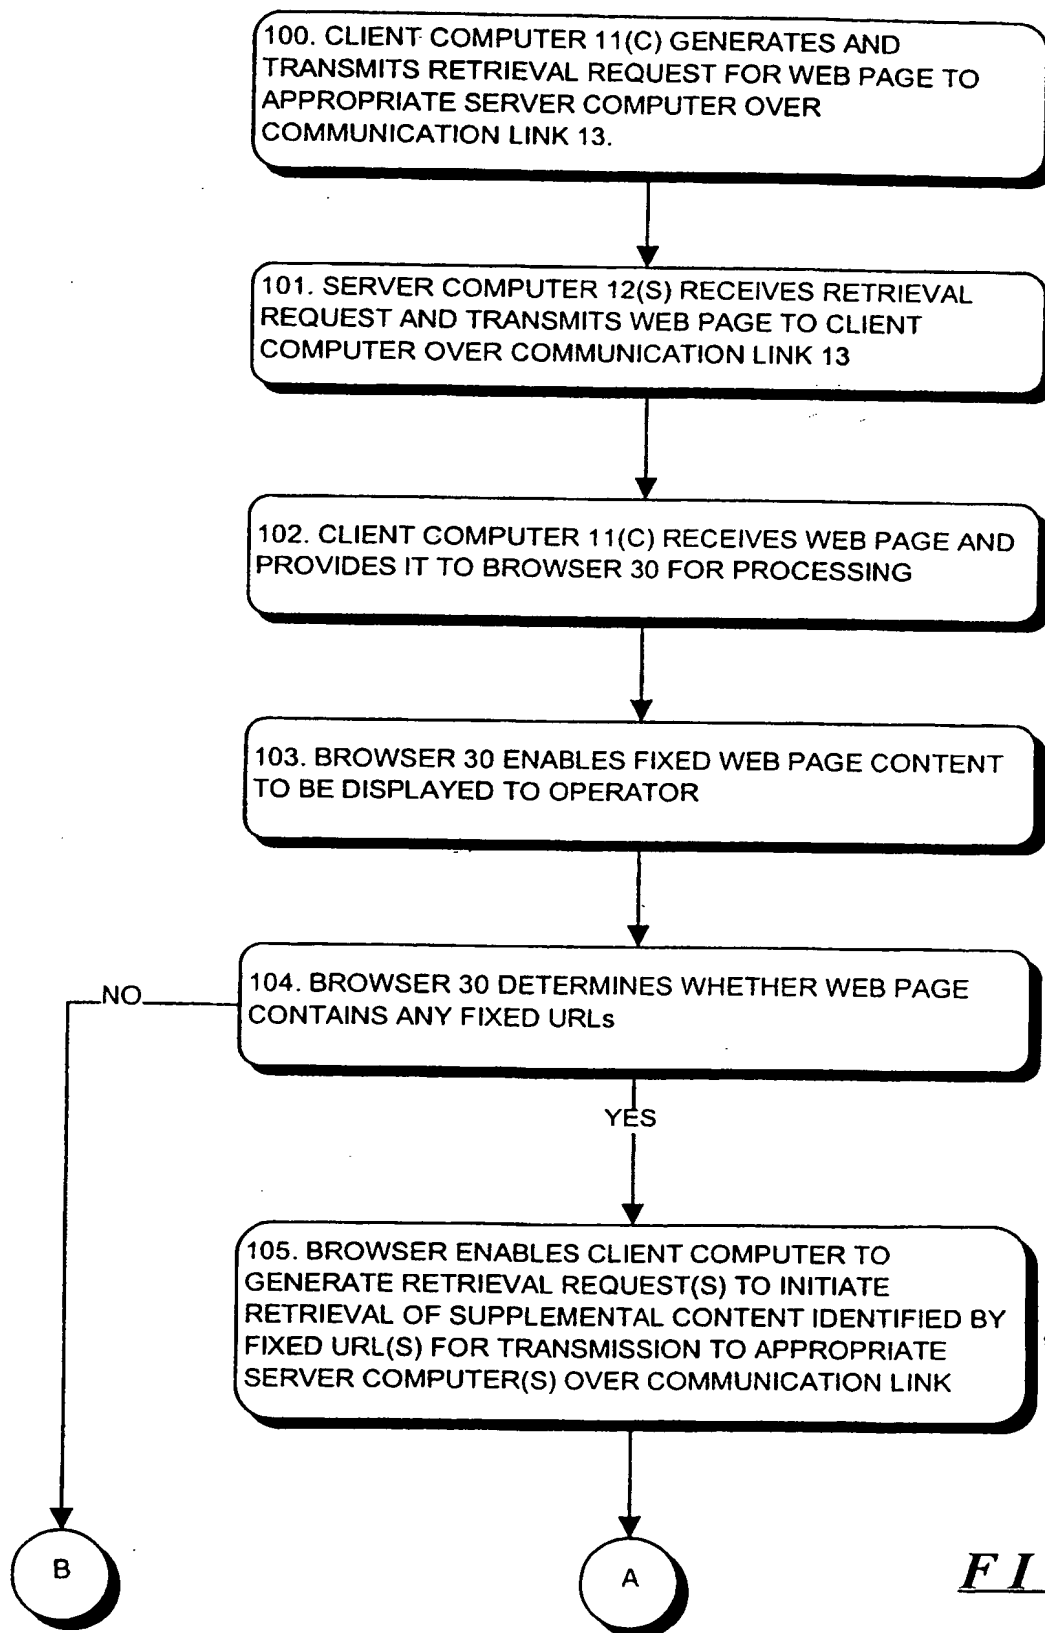 100. CLIENT COMPUTER 11(C) GENERATES AND
TRANSMITS RETRIEVAL REQUEST FOR WEB PAGE TO
APPROPRIATE SERVER COMPUTER OVER
COMMUNICATION LINK 13.
101. SERVER COMPUTER 12(S) RECEIVES RETRIEVAL
REQUEST AND TRANSMITS WEB PAGE TO CLIENT
COMPUTER OVER COMMUNICATION LINK 13
102. CLIENT COMPUTER 11(C) RECEIVES WEB PAGE AND
PROVIDES IT TO BROWSER 30 FOR PROCESSING
103. BROWSER 30 ENABLES FIXED WEB PAGE CONTENT
TO BE DISPLAYED TO OPERATOR
104. BROWSER 30 DETERMINES WHETHER WEB PAGE
CONTAINS ANY FIXED URLs
NO
YES
105. BROWSER ENABLES CLIENT COMPUTER TO
GENERATE RETRIEVAL REQUEST(S) TO INITIATE
RETRIEVAL OF SUPPLEMENTAL CONTENT IDENTIFIED BY
FIXED URL(S) FOR TRANSMISSION TO APPROPRIATE
SERVER COMPUTER(S) OVER COMMUNICATION LINK
B
A
F I